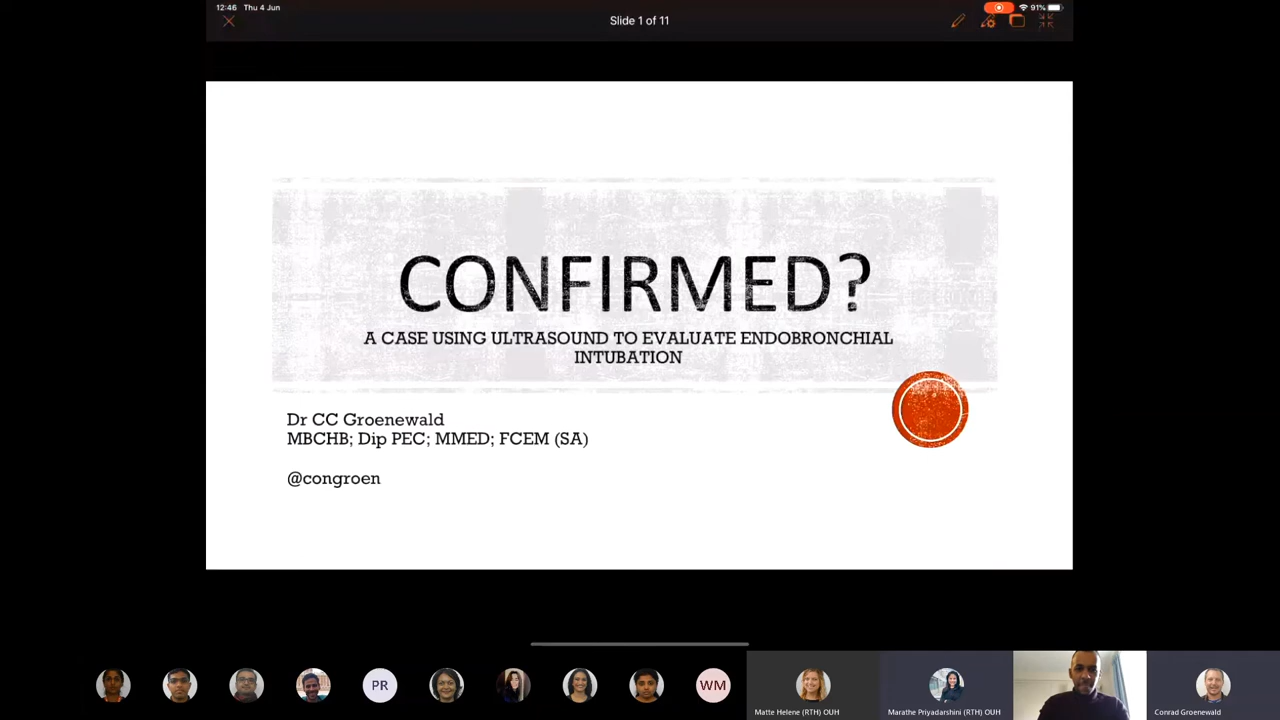 12:46 Thu 4 Jun
91%
Slide 1 of 11
CONFIRMED?
A CASE USING ULTRASOUND TO EVALUATE ENDOBRONCHIAL
INTUBATION
Dr CC Groenewald
MBCHB; Dip PEC; MMED; FCEM (SA)
@congroen
PR
WM
Matte Helene (RTH) OUH
Marathe Priyadarshini (RTH) OUH
Conrad Groenewald